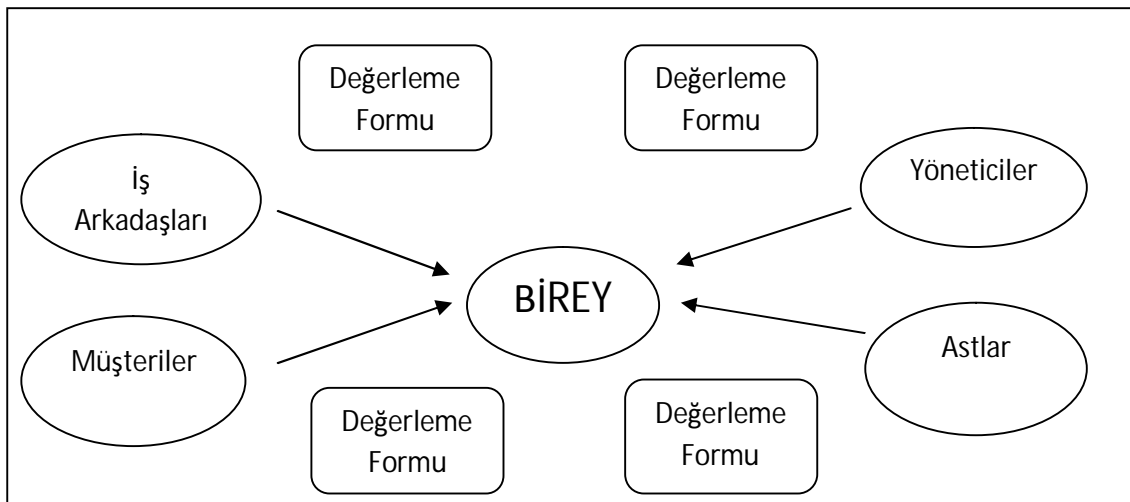 Değerleme
Formu
Değerleme
Formu
İş
Arkadaşları
Yöneticiler
BİREY
Müşteriler
Astlar
Değerleme
Formu
Değerleme
Formu